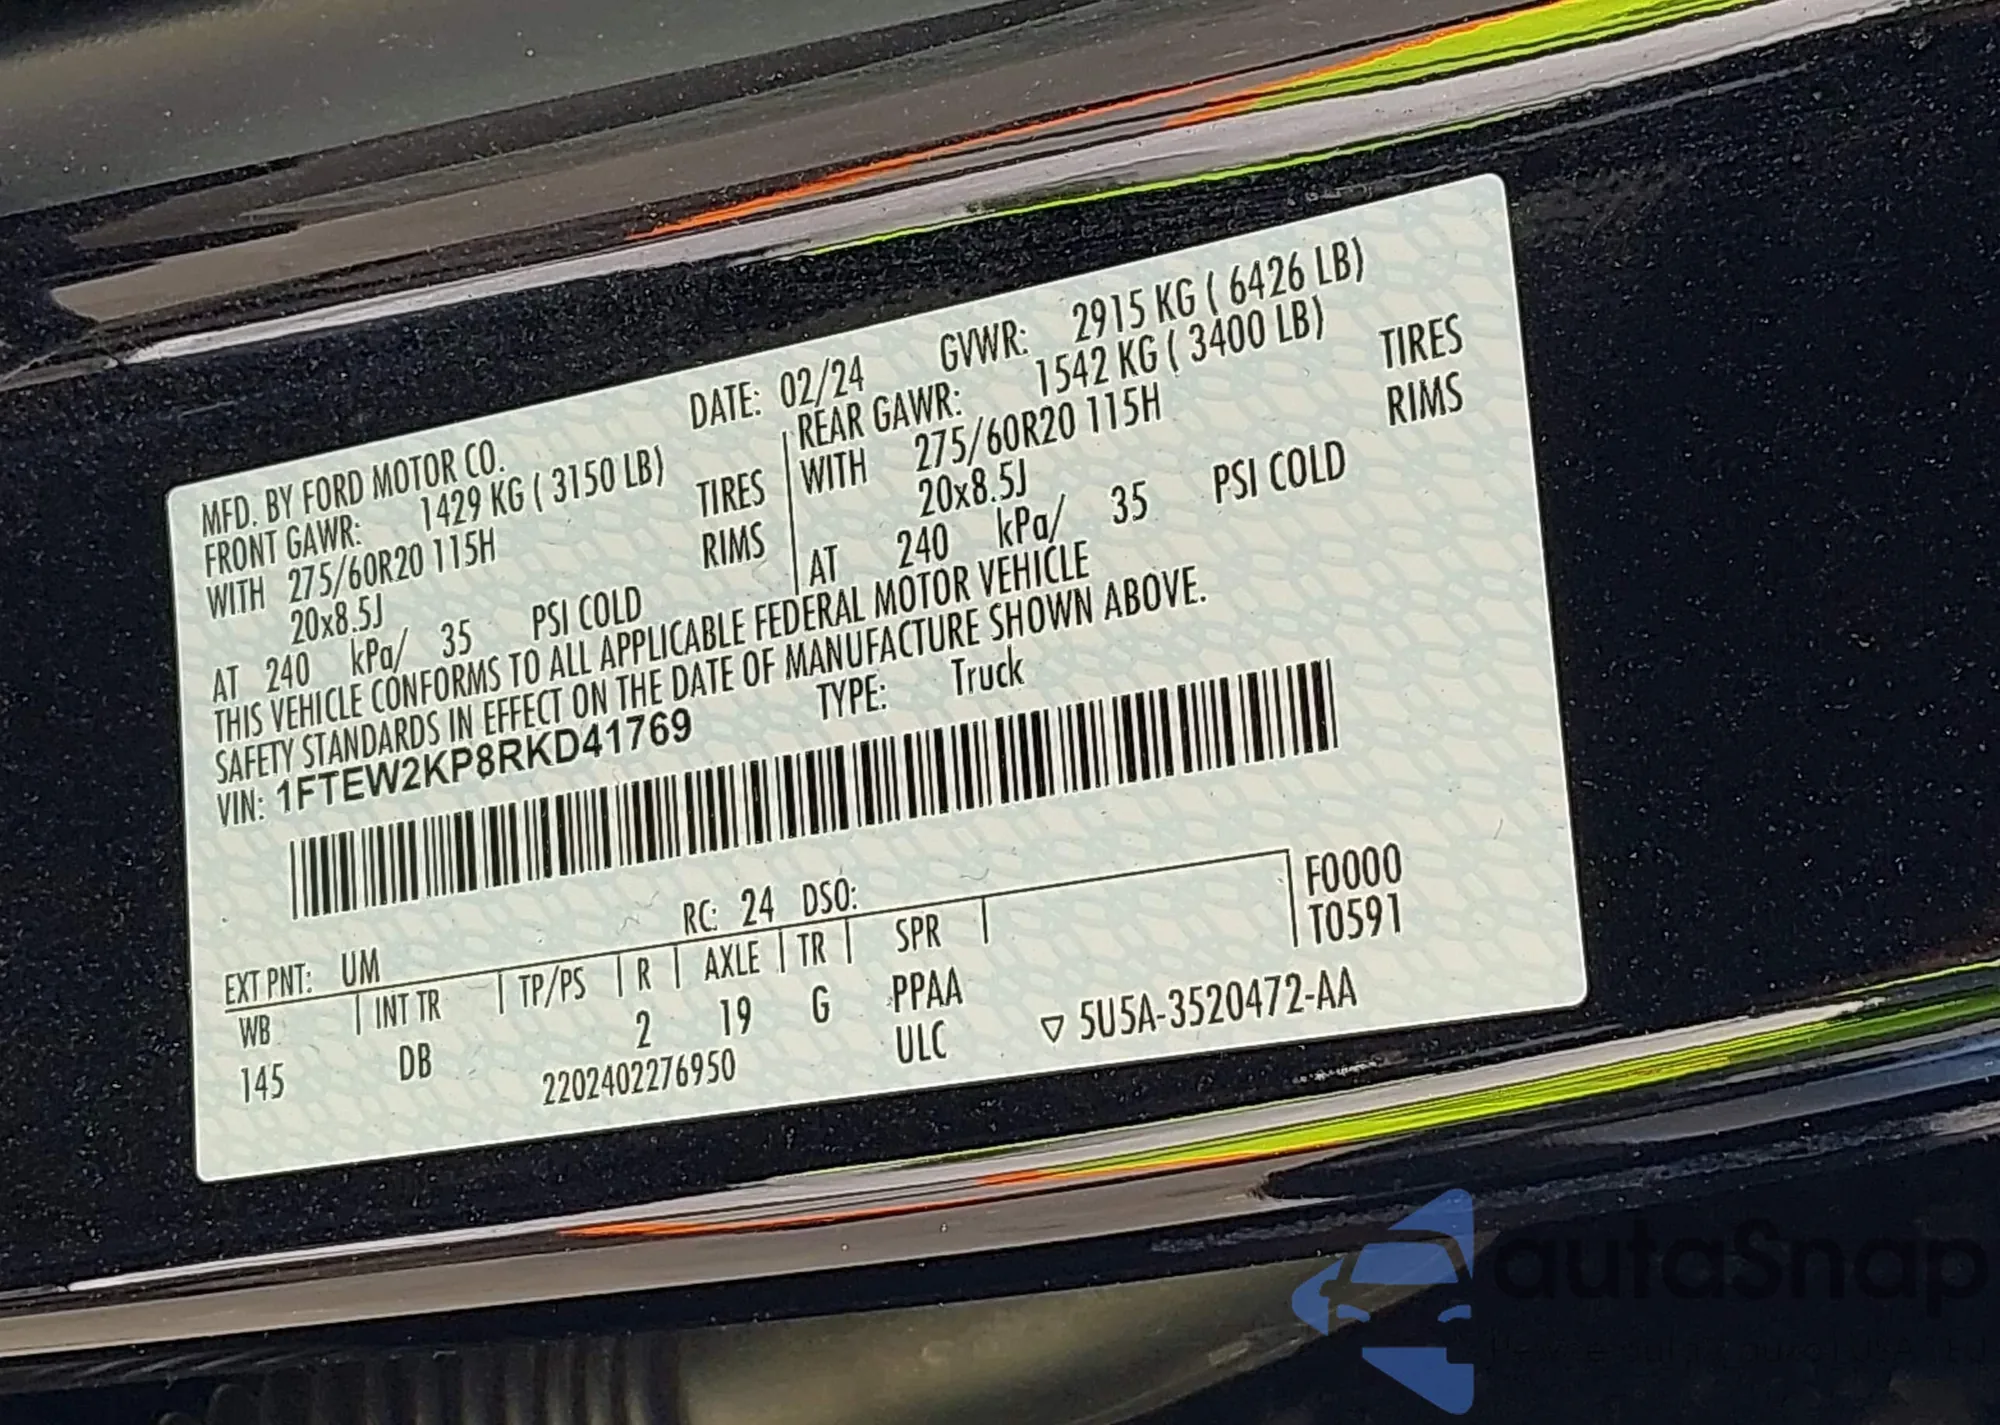 MFD. BY FORD MOTOR CO. DATE: 02/24 GVWR: 2915 KG ( 6426 LB)
FRONT GAWR: 1429 KG ( 3150 LB) REAR GAWR: 1542 KG ( 3400 LB)
WITH 275/60R20 115H TIRES WITH 275/60R20 115H TIRES
20x8.5J RIMS 20x8.5J RIMS
AT 240 kPa/ 35 PSI COLD AT 240 kPa/ 35 PSI COLD
THIS VEHICLE CONFORMS TO ALL APPLICABLE FEDERAL MOTOR VEHICLE
SAFETY STANDARDS IN EFFECT ON THE DATE OF MANUFACTURE SHOWN ABOVE.
VIN: 1FTEW2KP8RKD41769 TYPE: Truck
EXT PNT: UM RC: 24 DSO: F0000
WB INT TR TP/PS R AXLE TR SPR T0591
145 DB 2 19 G PPAA
2202402276950 ULC ▽ 5U5A-3520472-AA
autaSnap